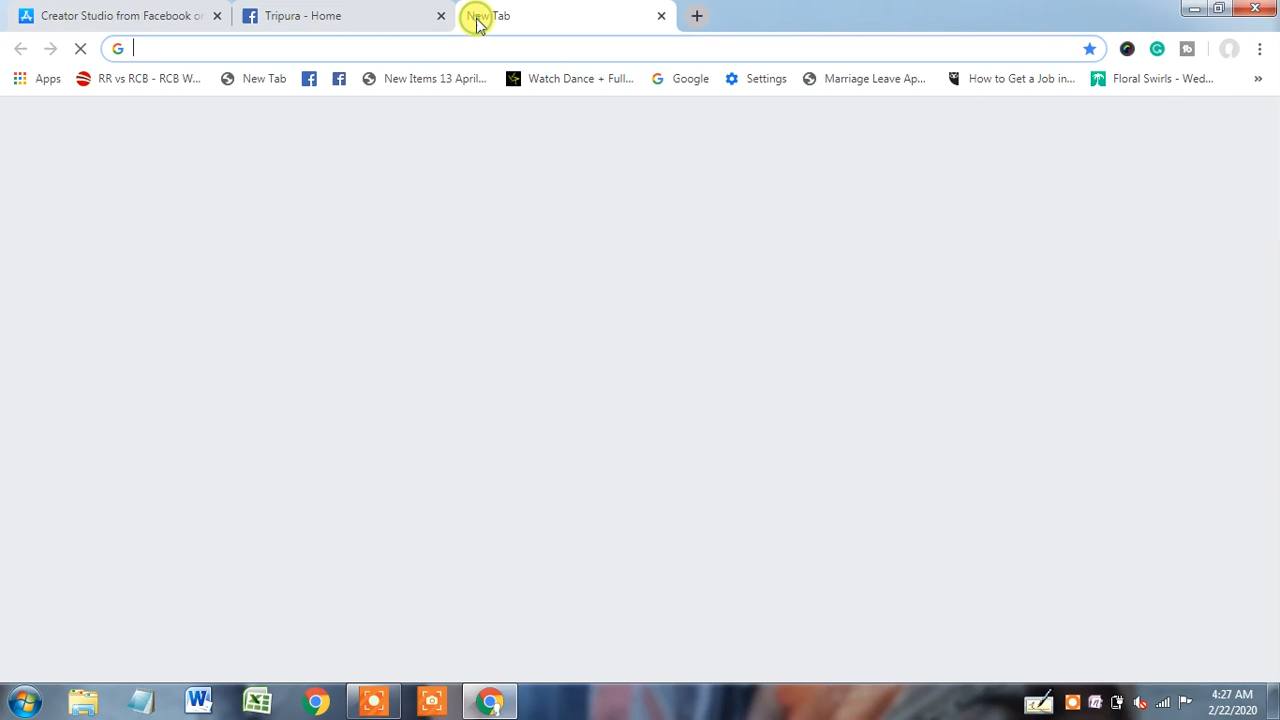 Creator Studio from Facebook or
Tripura - Home
New Tab
Apps
RR vs RCB - RCB W...
New Tab
New Items 13 April...
Watch Dance + Full...
Google
Settings
Marriage Leave Ap...
How to Get a Job in...
Floral Swirls - Wed...
4:27 AM
2/22/2020